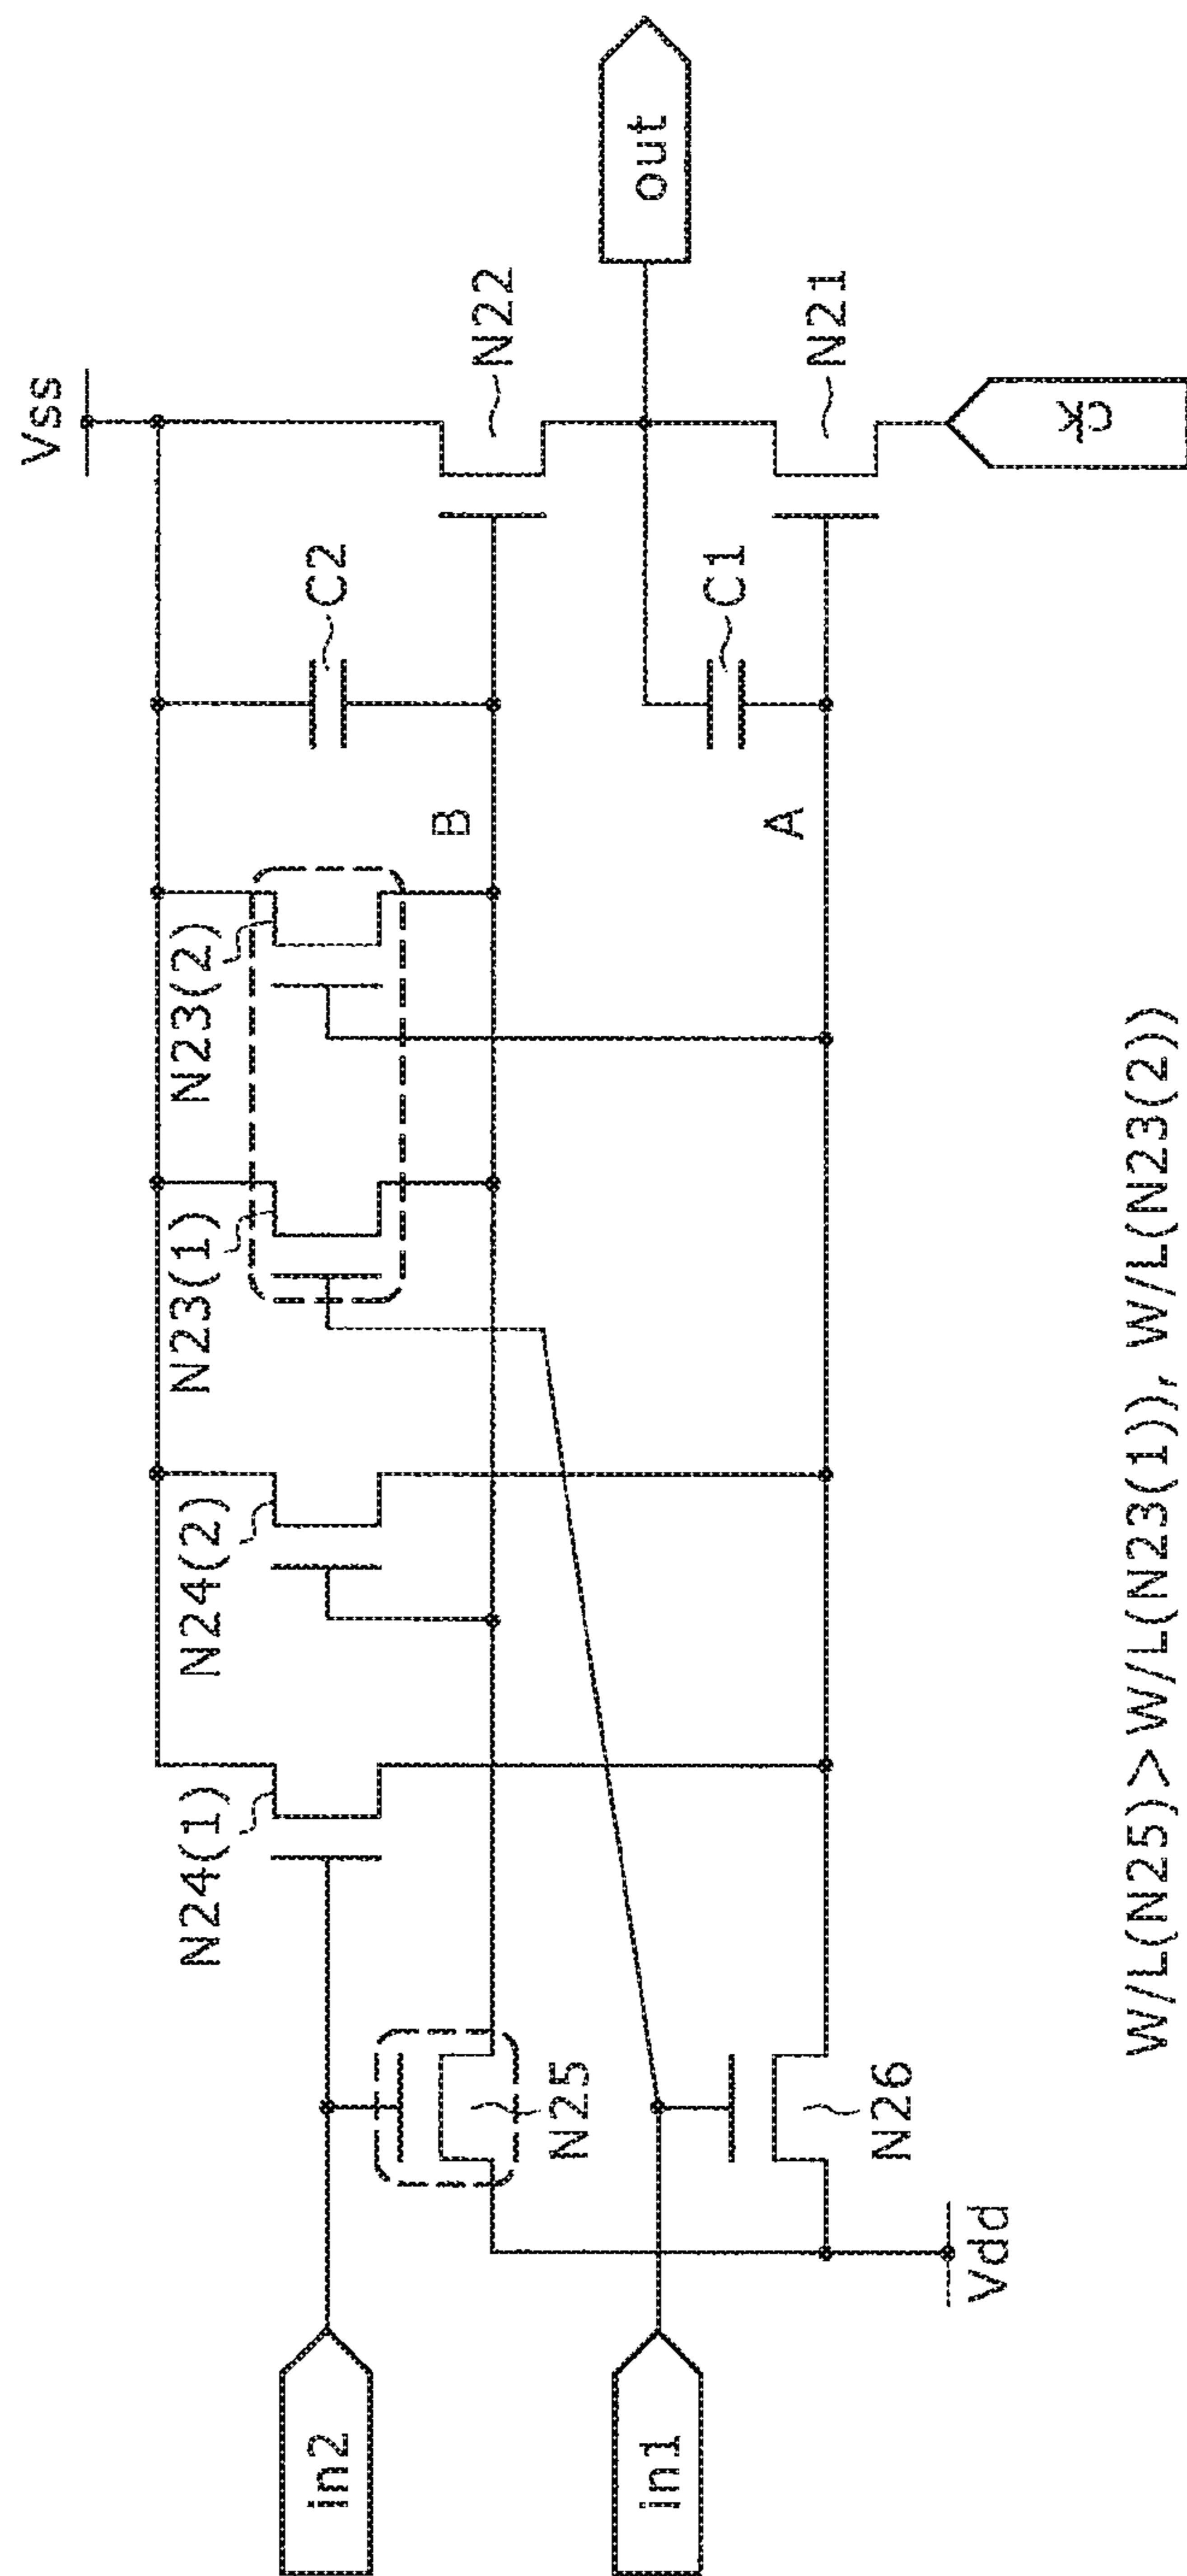 Vss
N24(1)
N24(2)
N23(1)
N23(2)
C2
N22
in2
N25
B
out
in1
N26
A
C1
N21
Vdd
ck
W/L(N25)>W/L(N23(1)), W/L(N23(2))